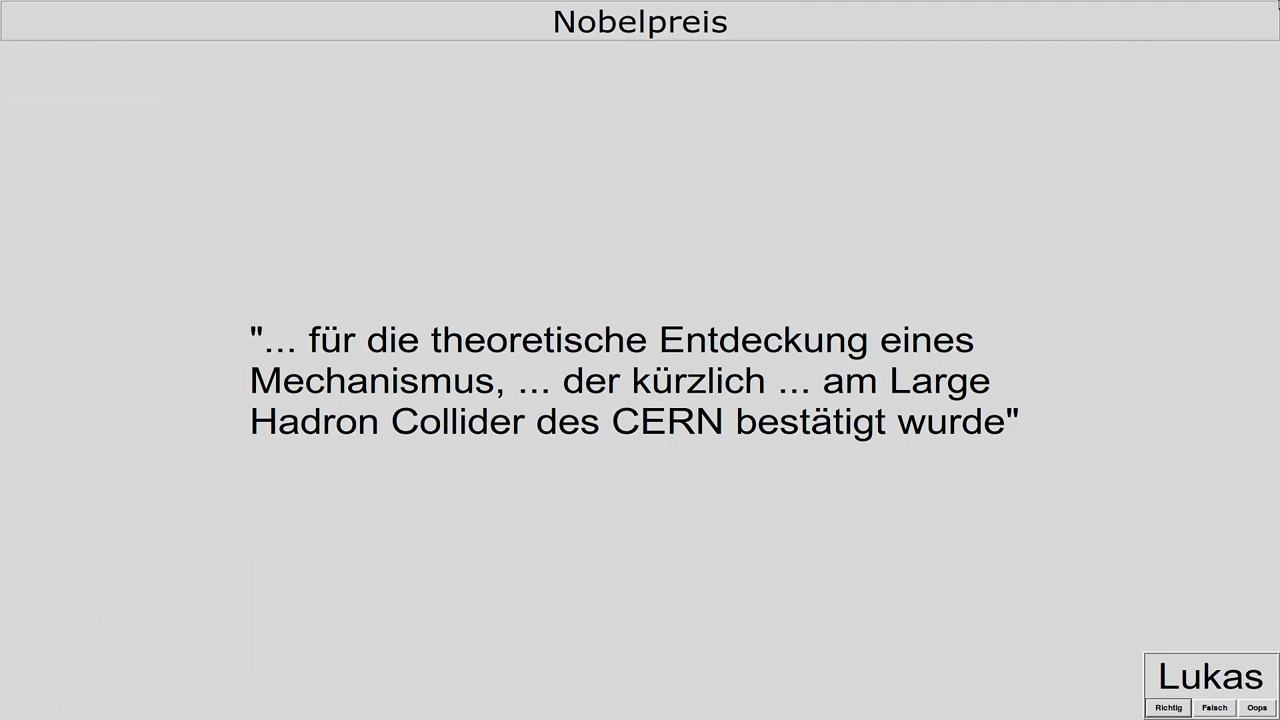 Nobelpreis
"... für die theoretische Entdeckung eines
Mechanismus, ... der kürzlich ... am Large
Hadron Collider des CERN bestätigt wurde"
Lukas
Richtig Falsch Oops